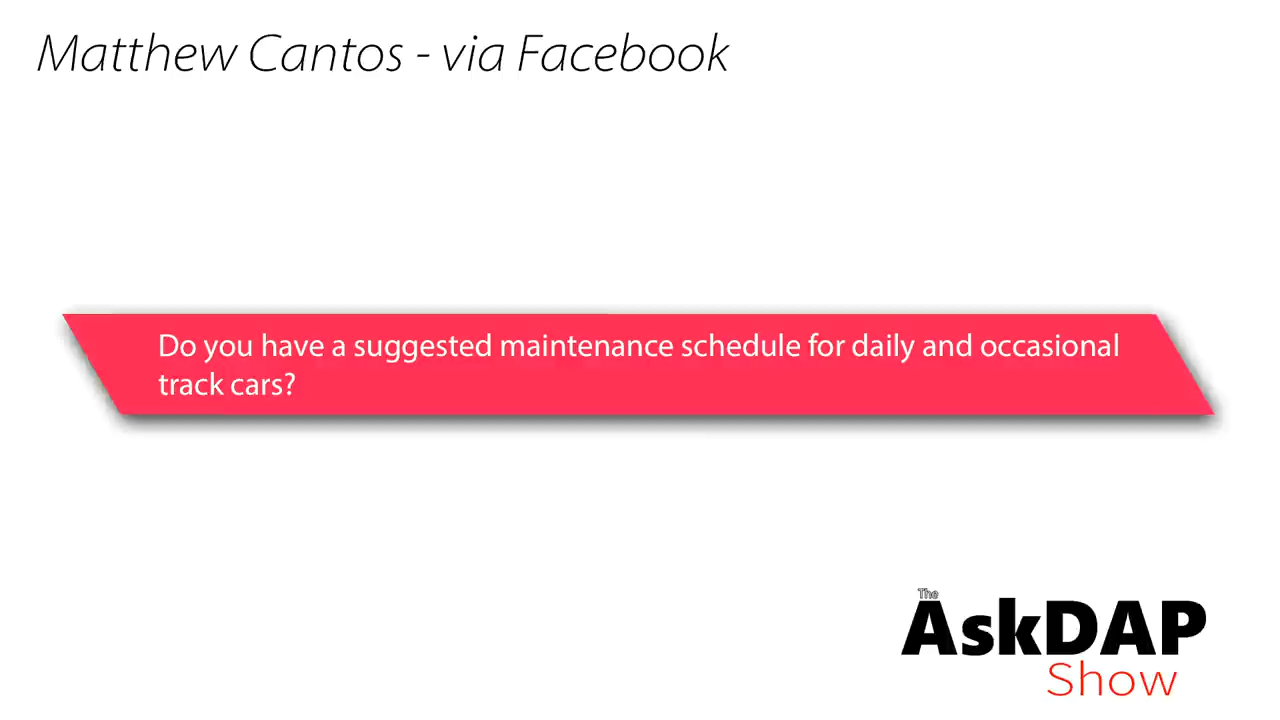 Matthew Cantos - via Facebook
Do you have a suggested maintenance schedule for daily and occasional
track cars?
The
AskDAP
Show